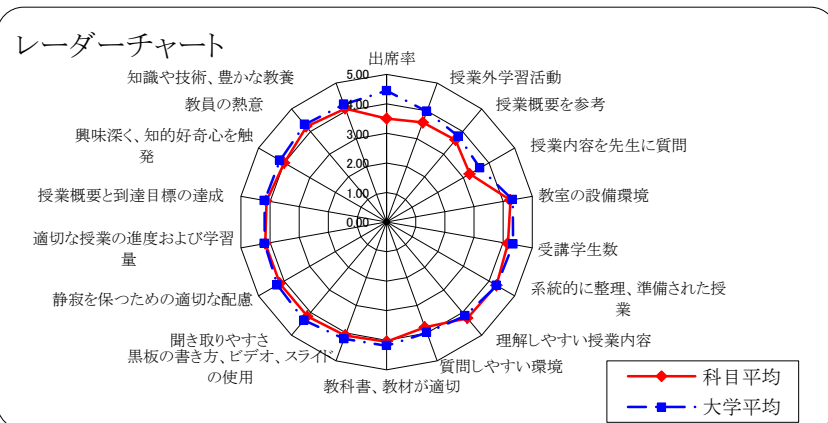 レーダーチャート
出席率
授業外学習活動
授業概要を参考
授業内容を先生に質問
教室の設備環境
受講学生数
系統的に整理、準備された授
業
理解しやすい授業内容
質問しやすい環境
教科書、教材が適切
黒板の書き方、ビデオ、スライド
の使用
聞き取りやすさ
静寂を保つための適切な配慮
適切な授業の進度および学習
量
授業概要と到達目標の達成
興味深く、知的好奇心を触
発
教員の熱意
知識や技術、豊かな教養
5.00
4.00
3.00
2.00
1.00
0.00
科目平均
大学平均